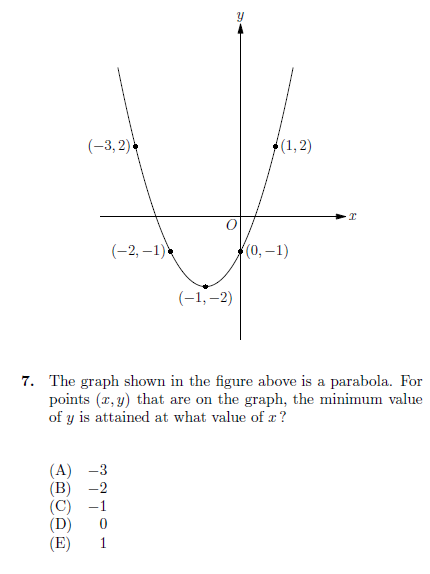 y
(−3, 2)
(1, 2)
x
O
(−2, −1)
(0, −1)
(−1, −2)
7. The graph shown in the figure above is a parabola. For
points (x, y) that are on the graph, the minimum value
of y is attained at what value of x ?
(A) −3
(B) −2
(C) −1
(D) 0
(E) 1